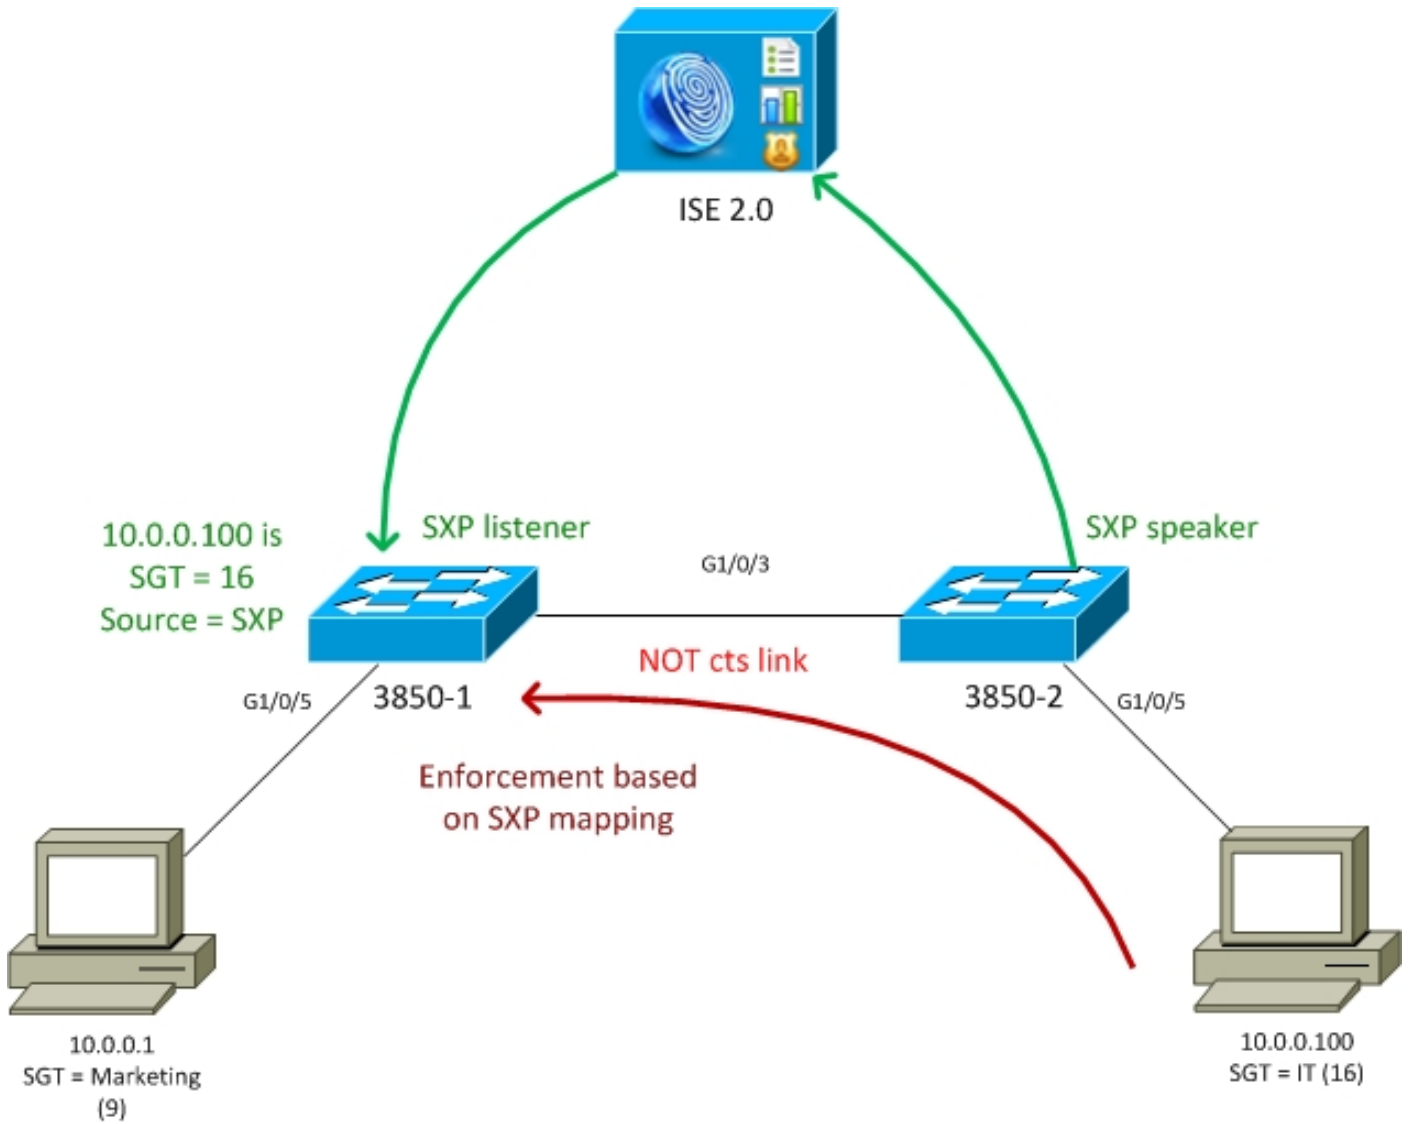 ISE 2.0
10.0.0.100 is
SGT = 16
Source = SXP
SXP listener
G1/0/3
SXP speaker
NOT cts link
G1/0/5
3850-1
3850-2
G1/0/5
Enforcement based
on SXP mapping
10.0.0.1
SGT = Marketing
(9)
10.0.0.100
SGT = IT (16)